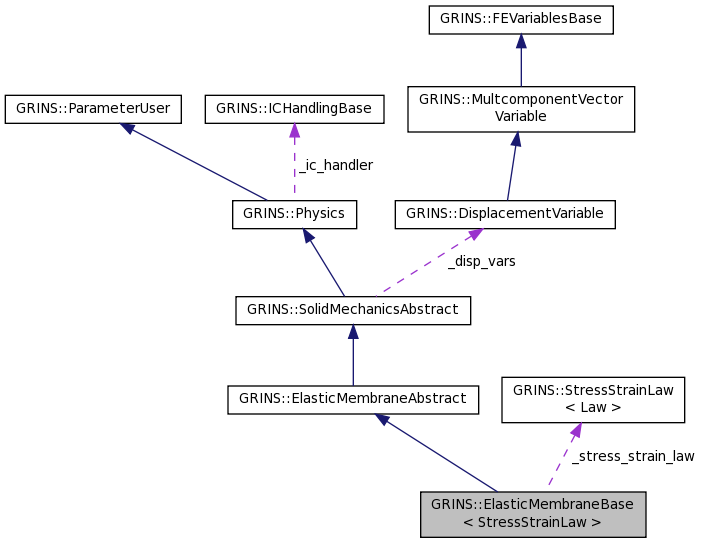 GRINS::FEVariablesBase
GRINS::ParameterUser
GRINS::ICHandlingBase
GRINS::MultcomponentVector
Variable
_ic_handler
GRINS::Physics
GRINS::DisplacementVariable
_disp_vars
GRINS::SolidMechanicsAbstract
GRINS::ElasticMembraneAbstract
GRINS::StressStrainLaw
< Law >
_stress_strain_law
GRINS::ElasticMembraneBase
< StressStrainLaw >